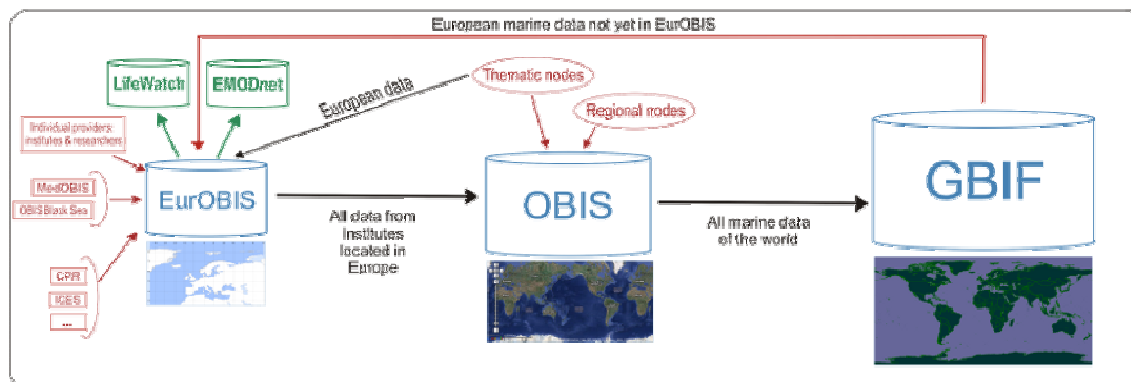 European marine data not yet in EurOBIS
LifeWatch
EMODnet
European data
Thematic nodes
Regional nodes
Individual providers:
institutes & researchers
MedOBIS
OBIS Black Sea
CPR
ICES
...
EurOBIS
All data from
institutes
located in
Europe
OBIS
All marine data
of the world
GBIF